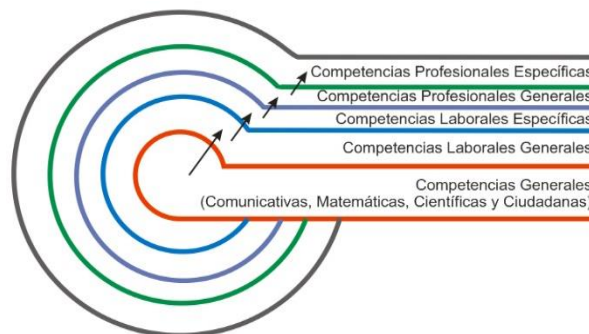 Competencias Profesionales Específicas
Competencias Profesionales Generales
Competencias Laborales Específicas
Competencias Laborales Generales
Competencias Generales
(Comunicativas, Matemáticas, Científicas y Ciudadanas)